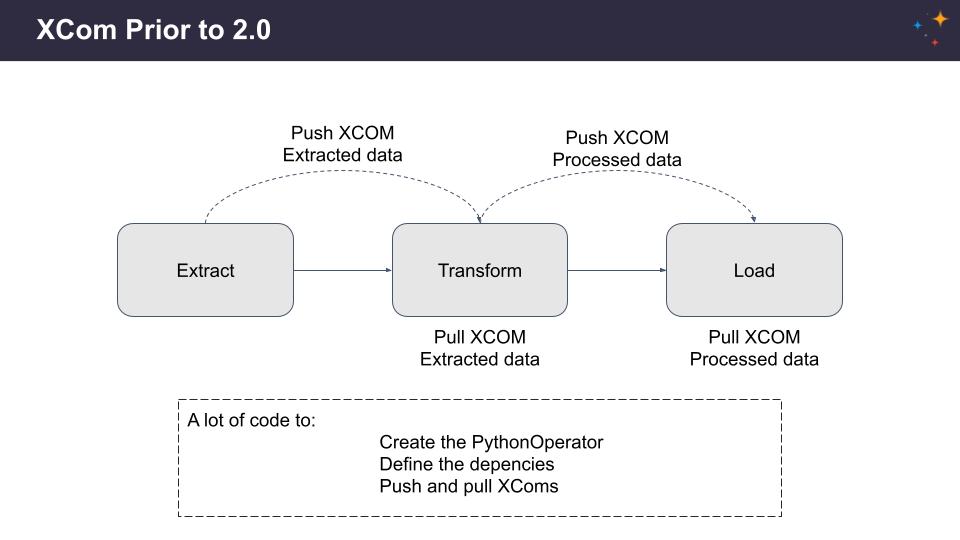 XCom Prior to 2.0
Push XCOM
Extracted data
Push XCOM
Processed data
Extract
Transform
Load
Pull XCOM
Extracted data
Pull XCOM
Processed data
A lot of code to:
Create the PythonOperator
Define the depencies
Push and pull XComs